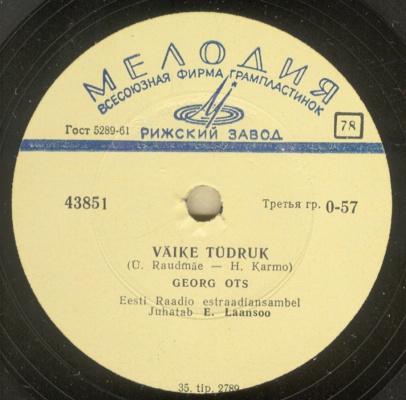 МЕЛОДИЯ
ВСЕСОЮЗНАЯ ФИРМА ГРАМПЛАСТИНОК
Гост 5289-61
РИЖСКИЙ ЗАВОД
78
43851
Третья гр. 0-57
VÄIKE TÜDRUK
(Ü. Raudmäe — H. Karmo)
GEORG OTS
Eesti Raadio estraadiansambel
Juhatab E. Laansoo
35. tip. 2789